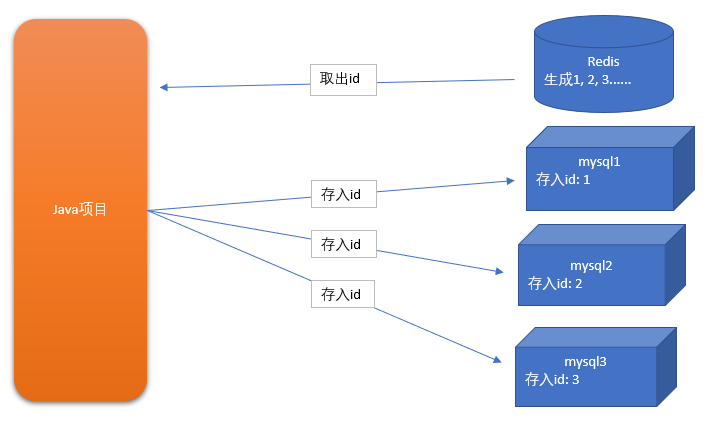 Java项目
取出id
Redis
生成1, 2, 3......
存入id
mysql1
存入id: 1
存入id
mysql2
存入id: 2
存入id
mysql3
存入id: 3